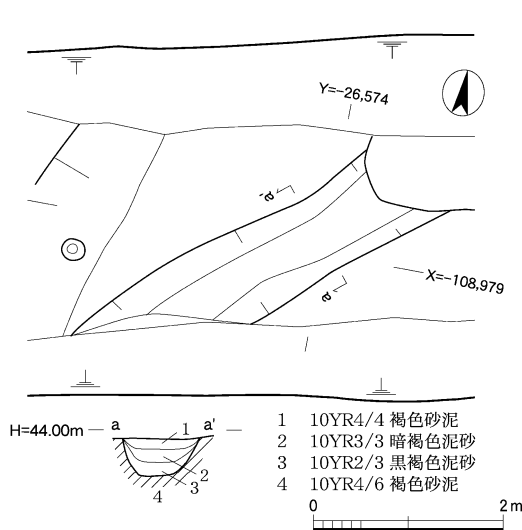 Y=-26,574
a'
X=-108,979
a
H=44.00m
a
a'
1
2
3
4
1 10YR4/4 褐色砂泥
2 10YR3/3 暗褐色泥砂
3 10YR2/3 黒褐色泥砂
4 10YR4/6 褐色砂泥
0 2m